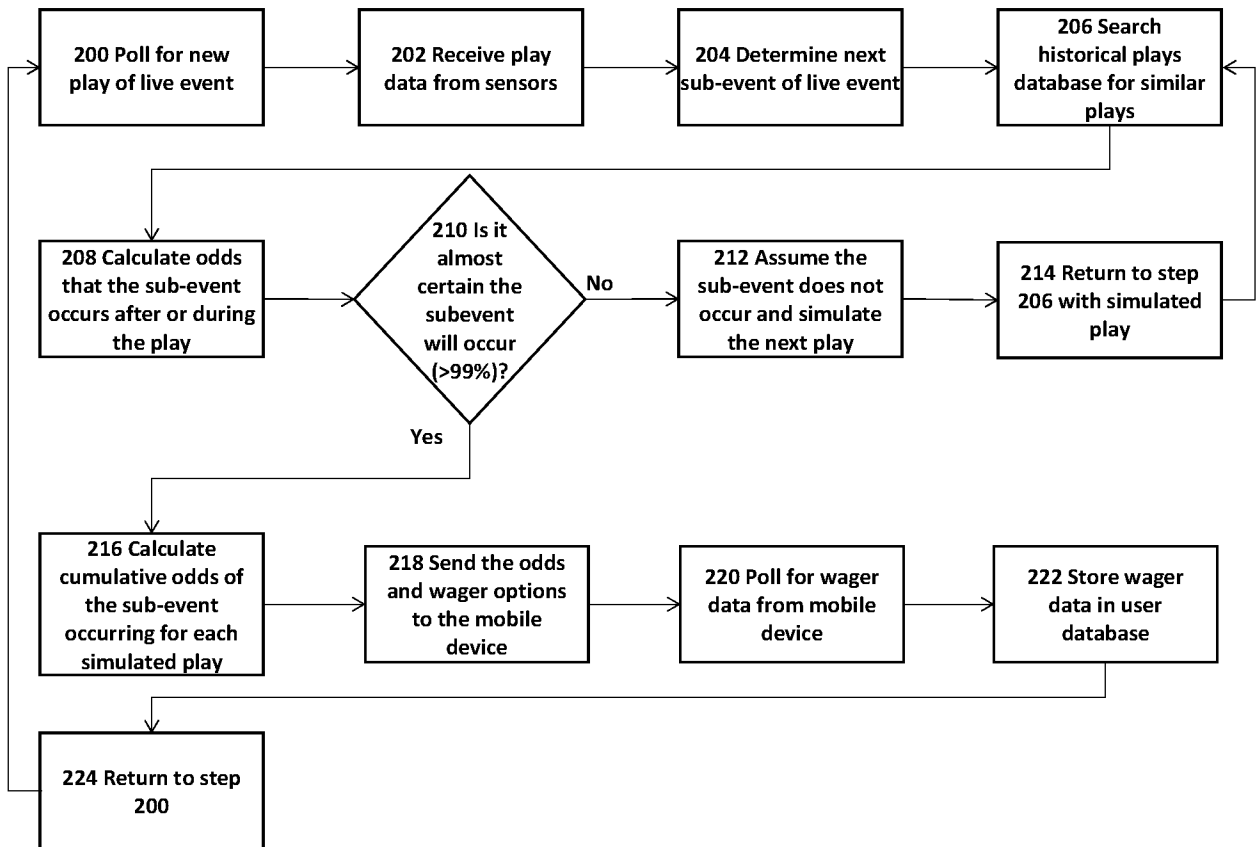 200 Poll for new
play of live event
202 Receive play
data from sensors
204 Determine next
sub-event of live event
206 Search
historical plays
database for similar
plays
208 Calculate odds
that the sub-event
occurs after or during
the play
210 Is it
almost
certain the
subevent
will occur
(>99%)?
No
Yes
212 Assume the
sub-event does not
occur and simulate
the next play
214 Return to step
206 with simulated
play
216 Calculate
cumulative odds of
the sub-event
occurring for each
simulated play
218 Send the odds
and wager options
to the mobile
device
220 Poll for wager
data from mobile
device
222 Store wager
data in user
database
224 Return to step
200